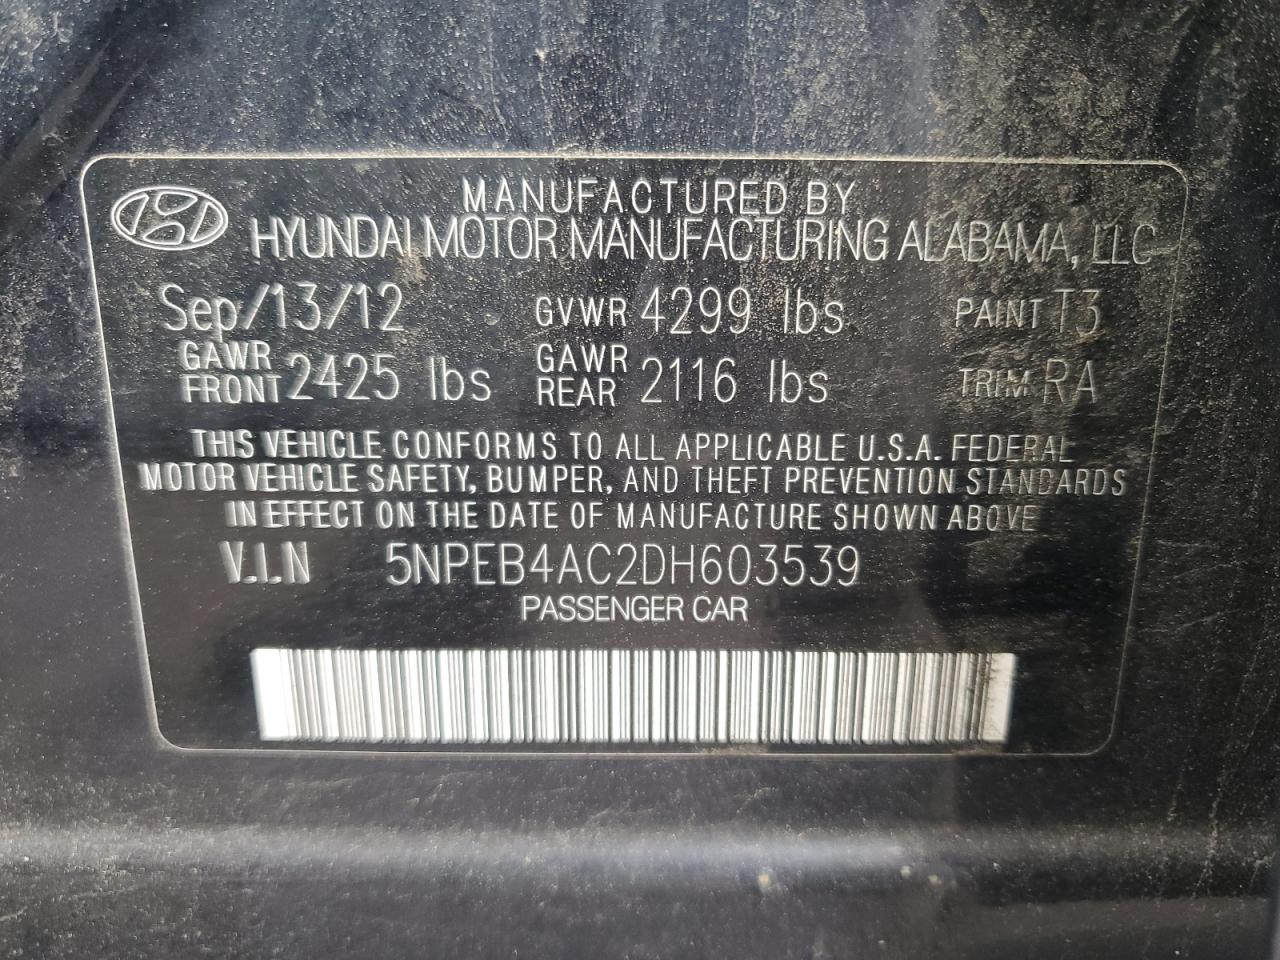 MANUFACTURED BY
HYUNDAI MOTOR MANUFACTURING ALABAMA, LLC
Sep/13/12 GVWR 4299 lbs PAINT T3
GAWR FRONT 2425 lbs GAWR REAR 2116 lbs TRIM RA
THIS VEHICLE CONFORMS TO ALL APPLICABLE U.S.A. FEDERAL
MOTOR VEHICLE SAFETY, BUMPER, AND THEFT PREVENTION STANDARDS
IN EFFECT ON THE DATE OF MANUFACTURE SHOWN ABOVE
V.I.N 5NPEB4AC2DH603539
PASSENGER CAR